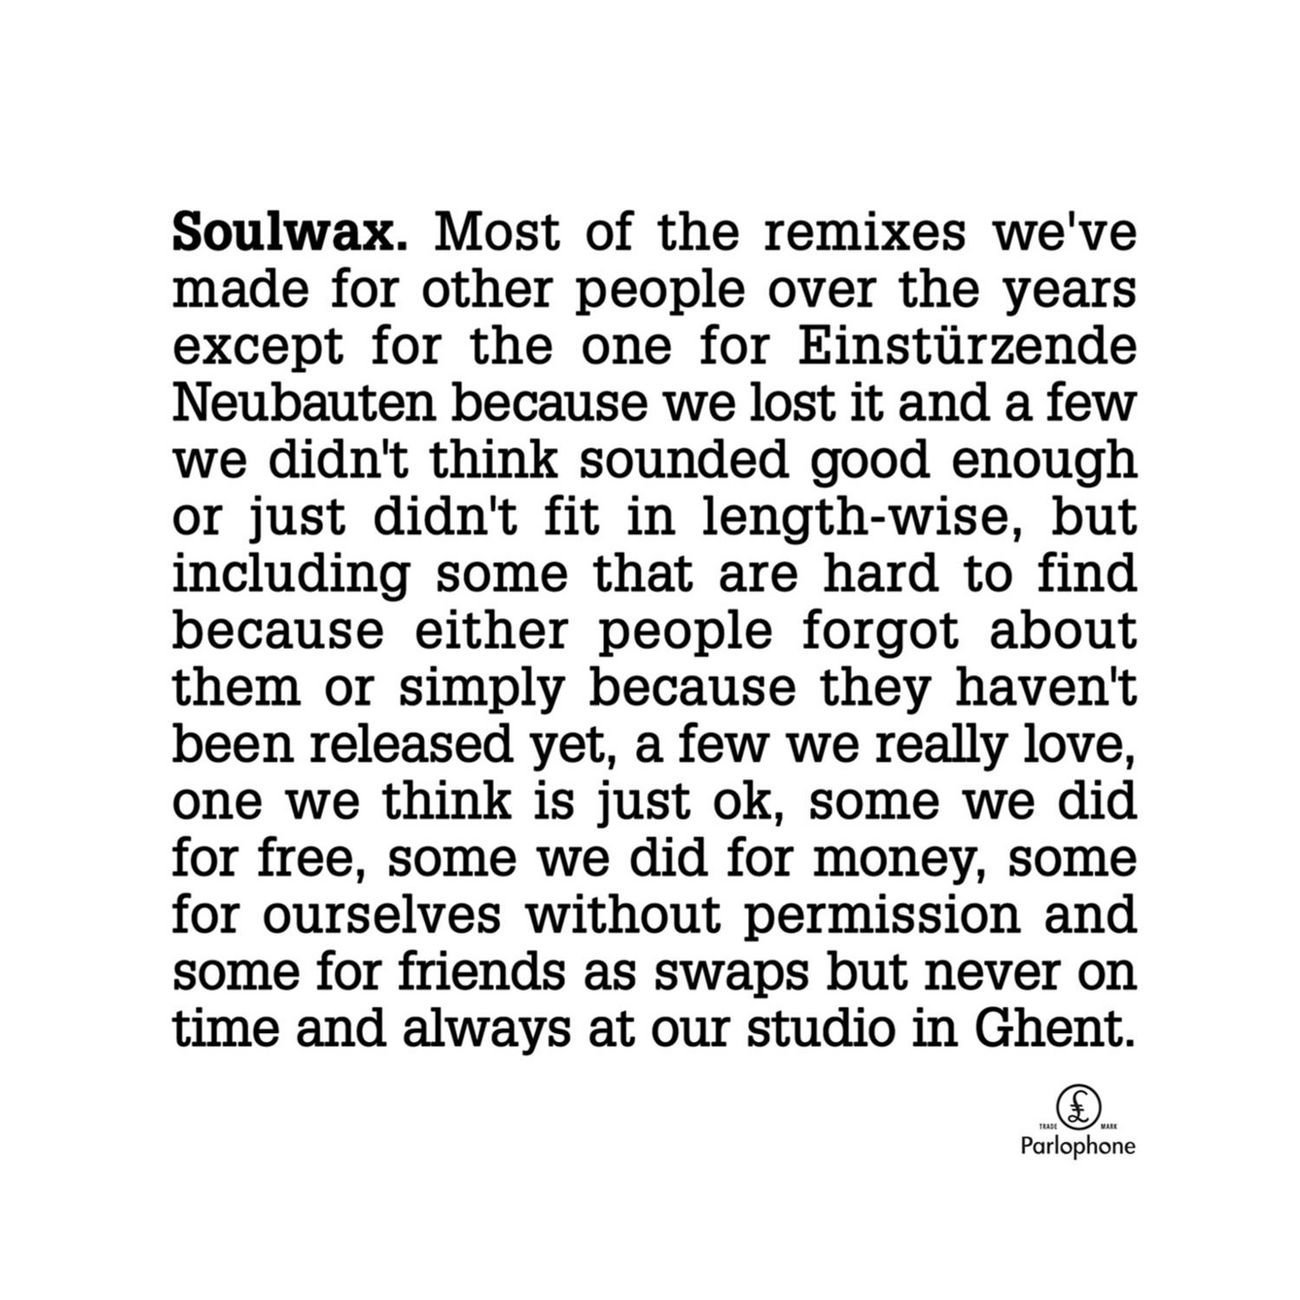 Soulwax. Most of the remixes we've
made for other people over the years
except for the one for Einstürzende
Neubauten because we lost it and a few
we didn't think sounded good enough
or just didn't fit in length-wise, but
including some that are hard to find
because either people forgot about
them or simply because they haven't
been released yet, a few we really love,
one we think is just ok, some we did
for free, some we did for money, some
for ourselves without permission and
some for friends as swaps but never on
time and always at our studio in Ghent.
£
TRADE MARK
Parlophone